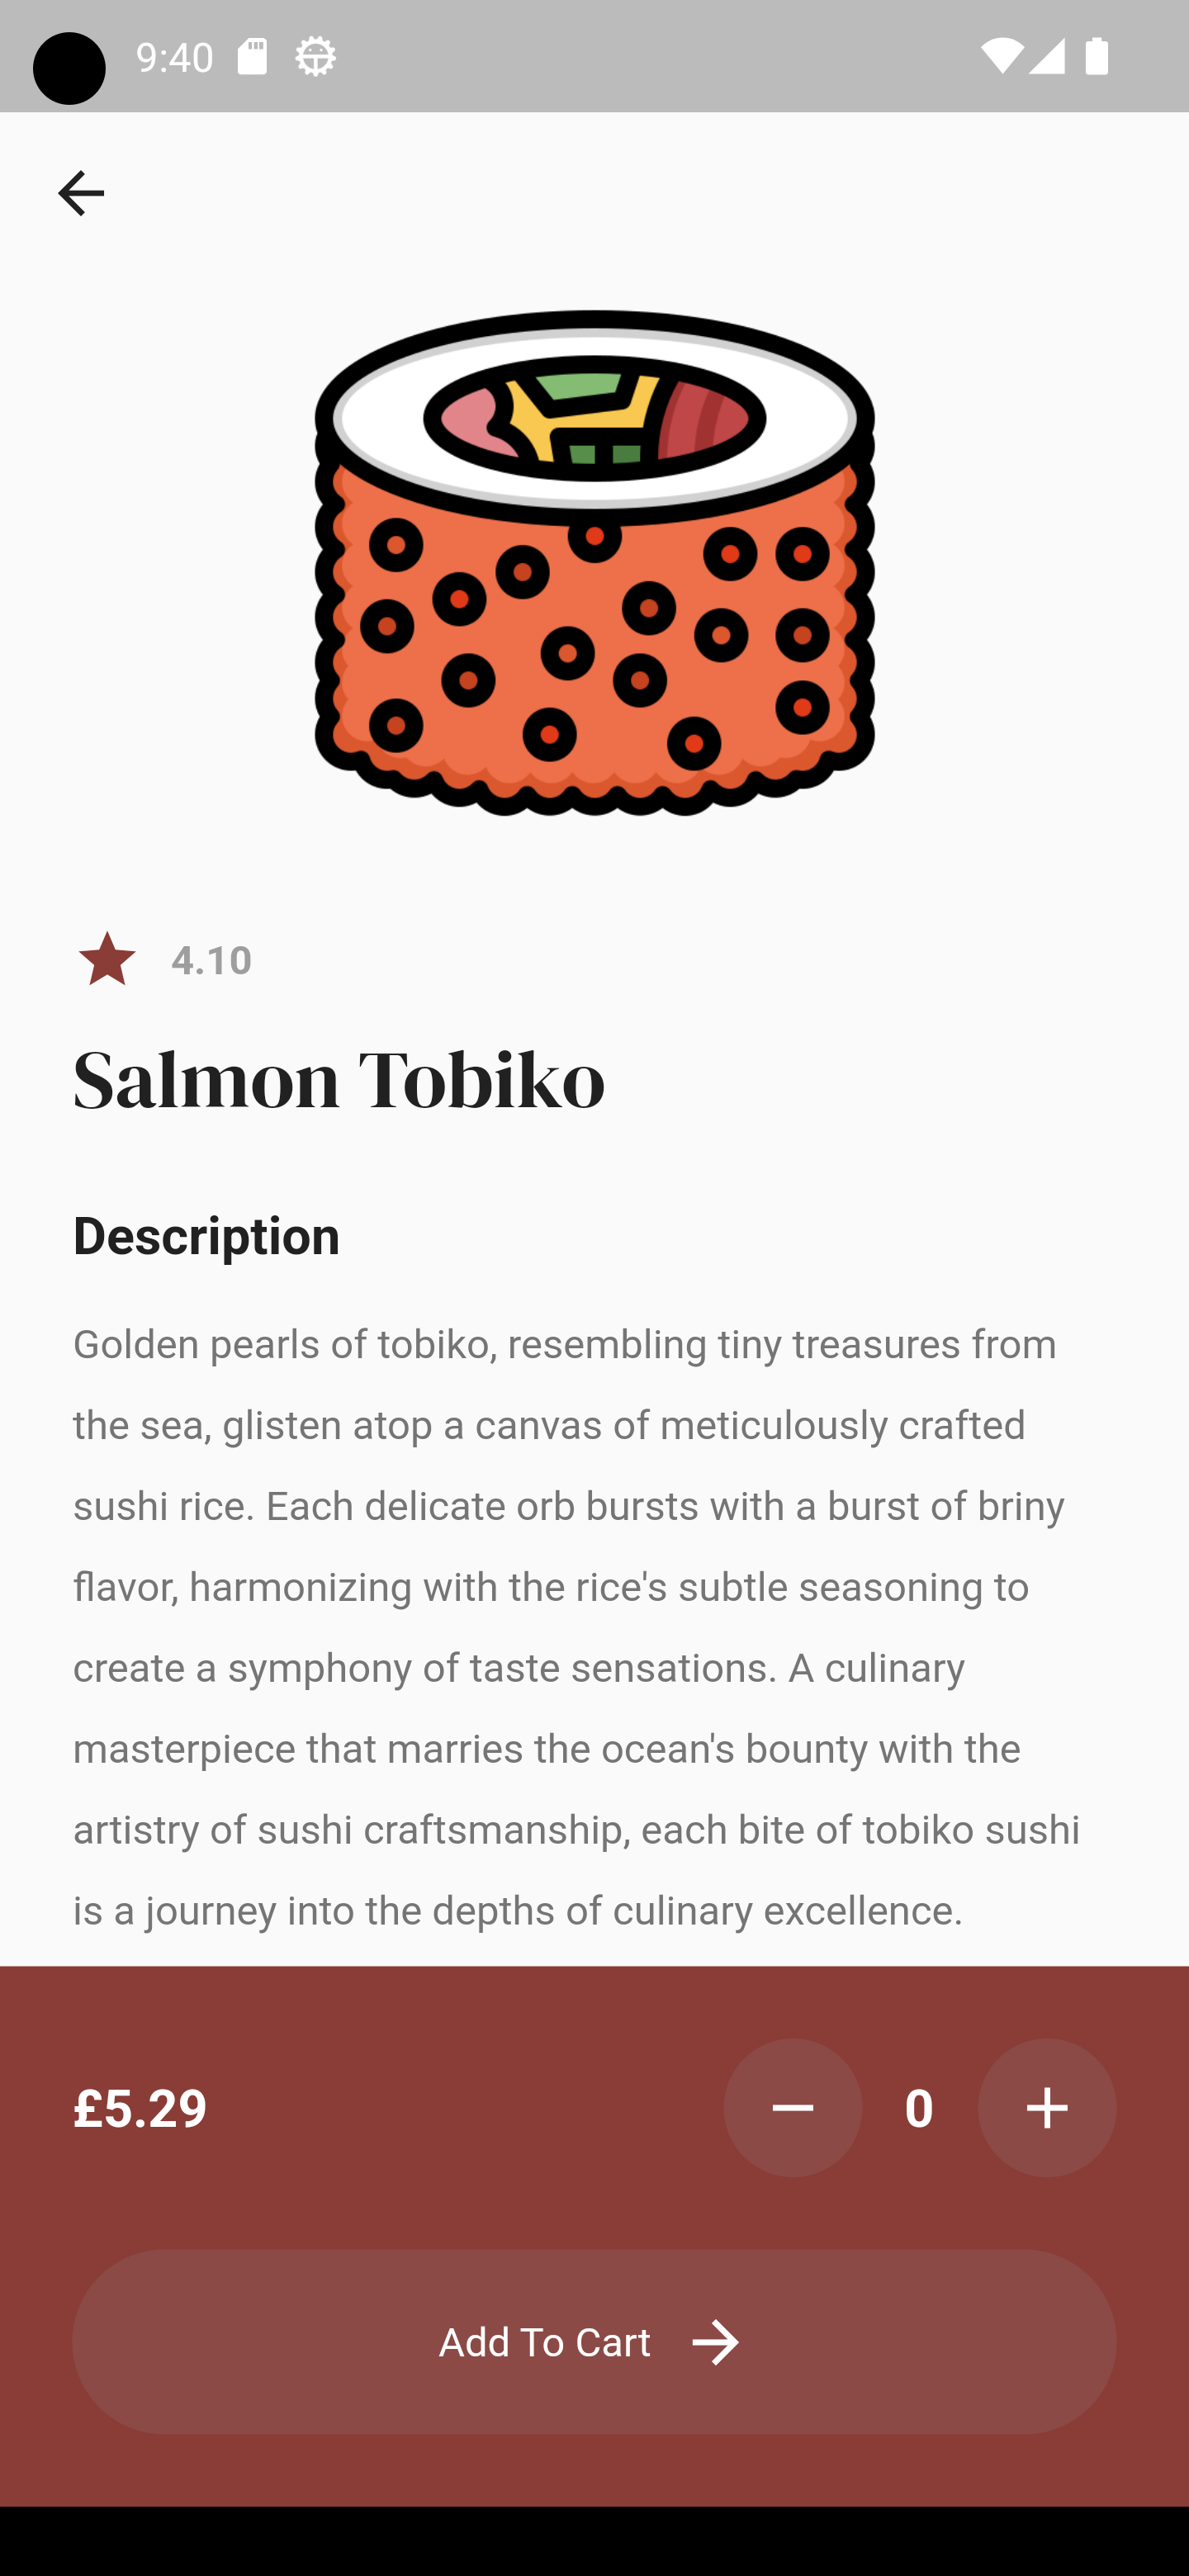 9:40
4.10
Salmon Tobiko
Description
Golden pearls of tobiko, resembling tiny treasures from
the sea, glisten atop a canvas of meticulously crafted
sushi rice. Each delicate orb bursts with a burst of briny
flavor, harmonizing with the rice's subtle seasoning to
create a symphony of taste sensations. A culinary
masterpiece that marries the ocean's bounty with the
artistry of sushi craftsmanship, each bite of tobiko sushi
is a journey into the depths of culinary excellence.
£5.29
0
Add To Cart